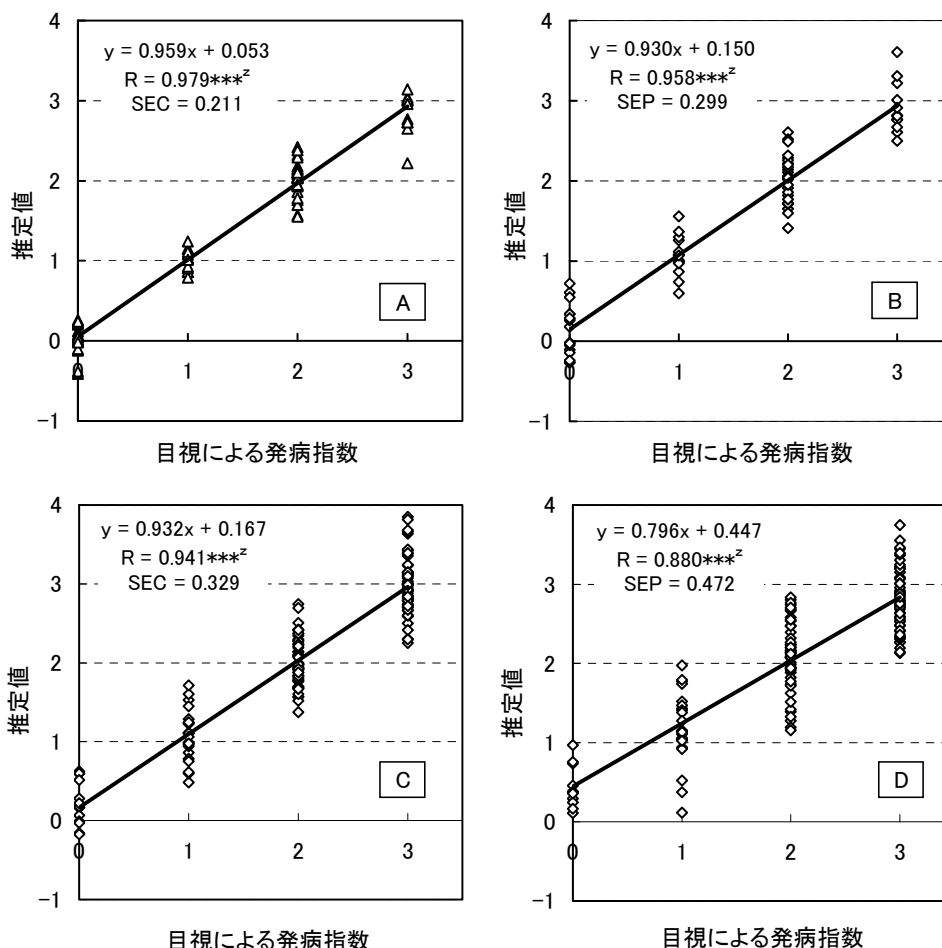 4
y = 0.959x + 0.053
R = 0.979***ᶻ
SEC = 0.211
3
2
1
0
−1
0
1
2
3
推定値
A
目視による発病指数
4
y = 0.930x + 0.150
R = 0.958***ᶻ
SEP = 0.299
3
2
1
0
−1
0
1
2
3
推定値
B
目視による発病指数
4
y = 0.932x + 0.167
R = 0.941***ᶻ
SEC = 0.329
3
2
1
0
−1
0
1
2
3
推定値
C
目視による発病指数
4
y = 0.796x + 0.447
R = 0.880***ᶻ
SEP = 0.472
3
2
1
0
−1
0
1
2
3
推定値
D
目視による発病指数